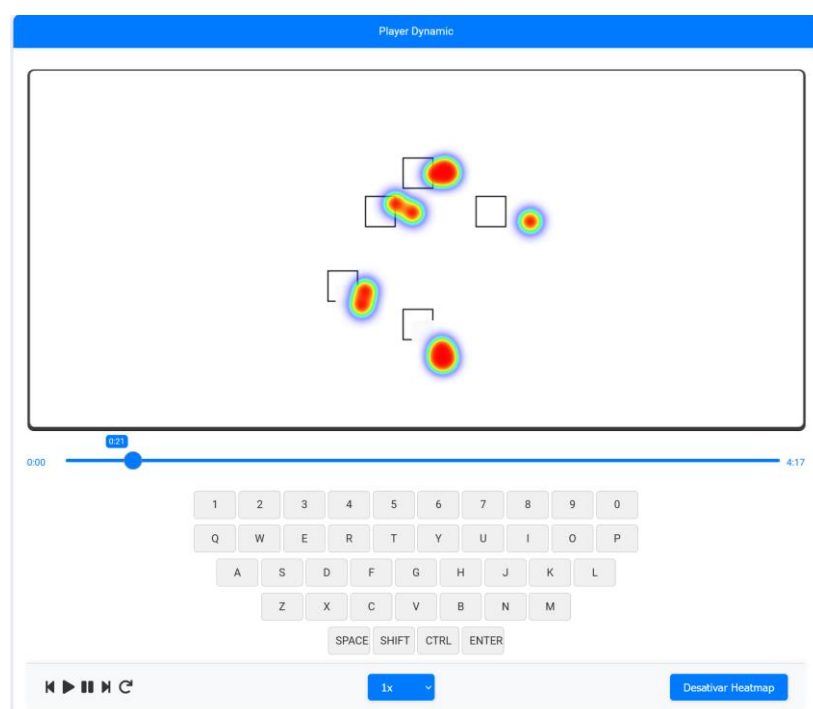 Player Dynamic
0:21
0:00 4:17
1 2 3 4 5 6 7 8 9 0
Q W E R T Y U I O P
A S D F G H J K L
Z X C V B N M
SPACE SHIFT CTRL ENTER
1x Desativar Heatmap